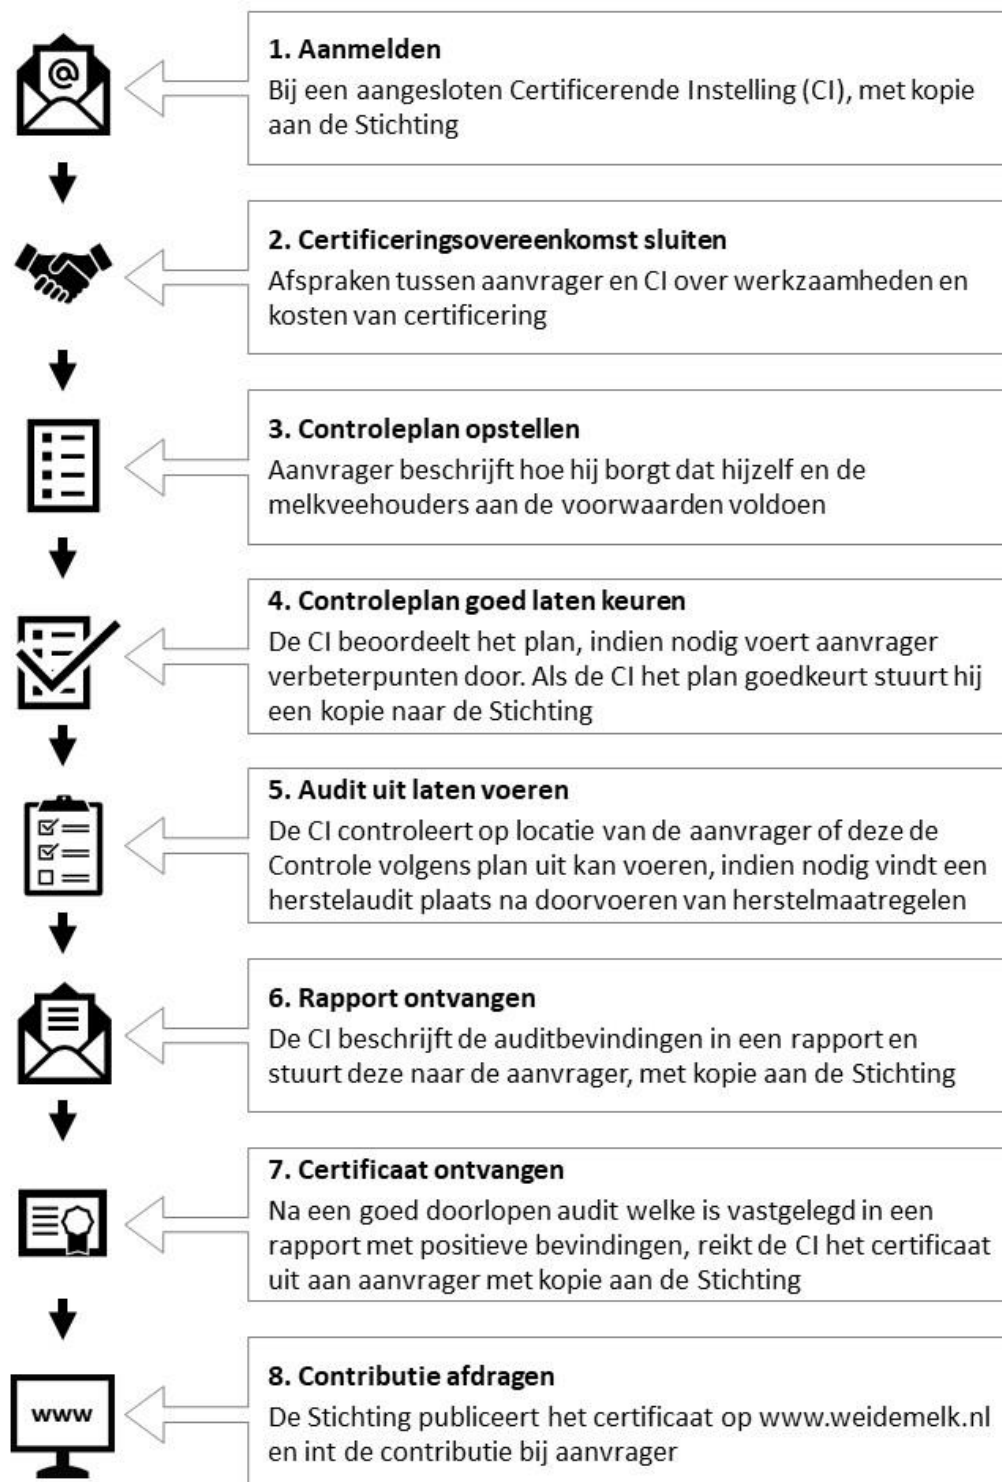 @
1. Aanmelden
Bij een aangesloten Certificerende Instelling (CI), met kopie
aan de Stichting
2. Certificeringsovereenkomst sluiten
Afspraken tussen aanvrager en CI over werkzaamheden en
kosten van certificering
3. Controleplan opstellen
Aanvrager beschrijft hoe hij borgt dat hijzelf en de
melkveehouders aan de voorwaarden voldoen
4. Controleplan goed laten keuren
De CI beoordeelt het plan, indien nodig voert aanvrager
verbeterpunten door. Als de CI het plan goedkeurt stuurt hij
een kopie naar de Stichting
5. Audit uit laten voeren
De CI controleert op locatie van de aanvrager of deze de
Controle volgens plan uit kan voeren, indien nodig vindt een
herstelaudit plaats na doorvoeren van herstelmaatregelen
6. Rapport ontvangen
De CI beschrijft de auditbevindingen in een rapport en
stuurt deze naar de aanvrager, met kopie aan de Stichting
7. Certificaat ontvangen
Na een goed doorlopen audit welke is vastgelegd in een
rapport met positieve bevindingen, reikt de CI het certificaat
uit aan aanvrager met kopie aan de Stichting
www
8. Contributie afdragen
De Stichting publiceert het certificaat op www.weidemelk.nl
en int de contributie bij aanvrager